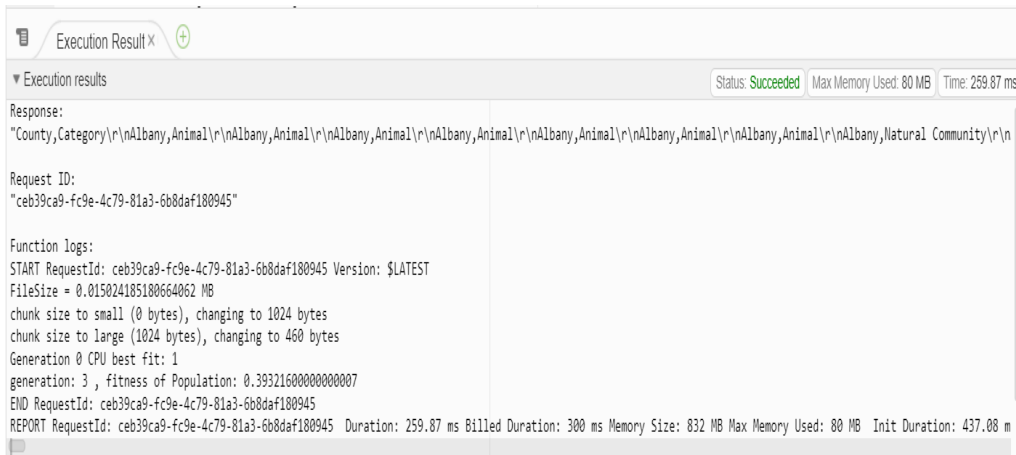 Execution Result ×
▼ Execution results
Status: Succeeded Max Memory Used: 80 MB Time: 259.87 ms
Response:
"County,Category\r\nAlbany,Animal\r\nAlbany,Animal\r\nAlbany,Animal\r\nAlbany,Animal\r\nAlbany,Animal\r\nAlbany,Animal\r\nAlbany,Animal\r\nAlbany,Natural Community\r\n
Request ID:
"ceb39ca9-fc9e-4c79-81a3-6b8daf180945"
Function logs:
START RequestId: ceb39ca9-fc9e-4c79-81a3-6b8daf180945 Version: $LATEST
FileSize = 0.015024185180664062 MB
chunk size to small (0 bytes), changing to 1024 bytes
chunk size to large (1024 bytes), changing to 460 bytes
Generation 0 CPU best fit: 1
generation: 3 , fitness of Population: 0.39321600000000007
END RequestId: ceb39ca9-fc9e-4c79-81a3-6b8daf180945
REPORT RequestId: ceb39ca9-fc9e-4c79-81a3-6b8daf180945 Duration: 259.87 ms Billed Duration: 300 ms Memory Size: 832 MB Max Memory Used: 80 MB Init Duration: 437.08 m